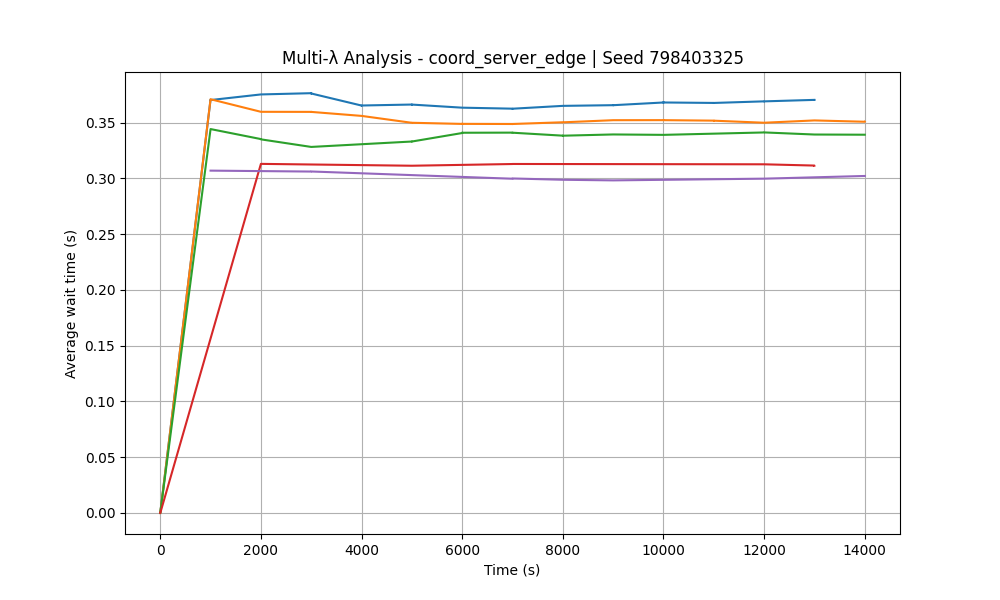 Multi-λ Analysis - coord_server_edge | Seed 798403325
Average wait time (s)
0.35
0.30
0.25
0.20
0.15
0.10
0.05
0.00
0 2000 4000 6000 8000 10000 12000 14000
Time (s)